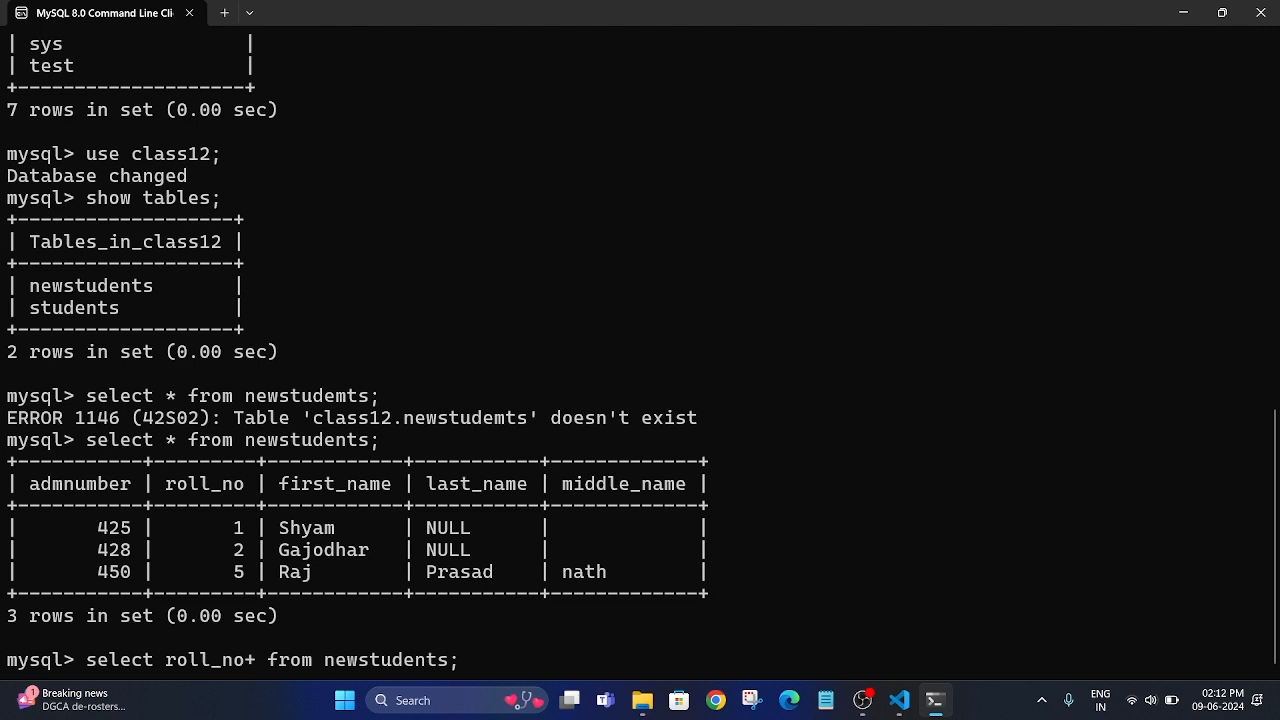 MySQL 8.0 Command Line Cli
| sys                |
| test               |
+--------------------+
7 rows in set (0.00 sec)
mysql> use class12;
Database changed
mysql> show tables;
+-------------------+
| Tables_in_class12 |
+-------------------+
| newstudents       |
| students          |
+-------------------+
2 rows in set (0.00 sec)
mysql> select * from newstudemts;
ERROR 1146 (42S02): Table 'class12.newstudemts' doesn't exist
mysql> select * from newstudents;
+-----------+---------+------------+-----------+-------------+
| admnumber | roll_no | first_name | last_name | middle_name |
+-----------+---------+------------+-----------+-------------+
|       425 |       1 | Shyam      | NULL      |             |
|       428 |       2 | Gajodhar   | NULL      |             |
|       450 |       5 | Raj        | Prasad    | nath        |
+-----------+---------+------------+-----------+-------------+
3 rows in set (0.00 sec)
mysql> select roll_no+ from newstudents;
1 Breaking news
DGCA de-rosters...
Search
ENG
IN
02:12 PM
09-06-2024